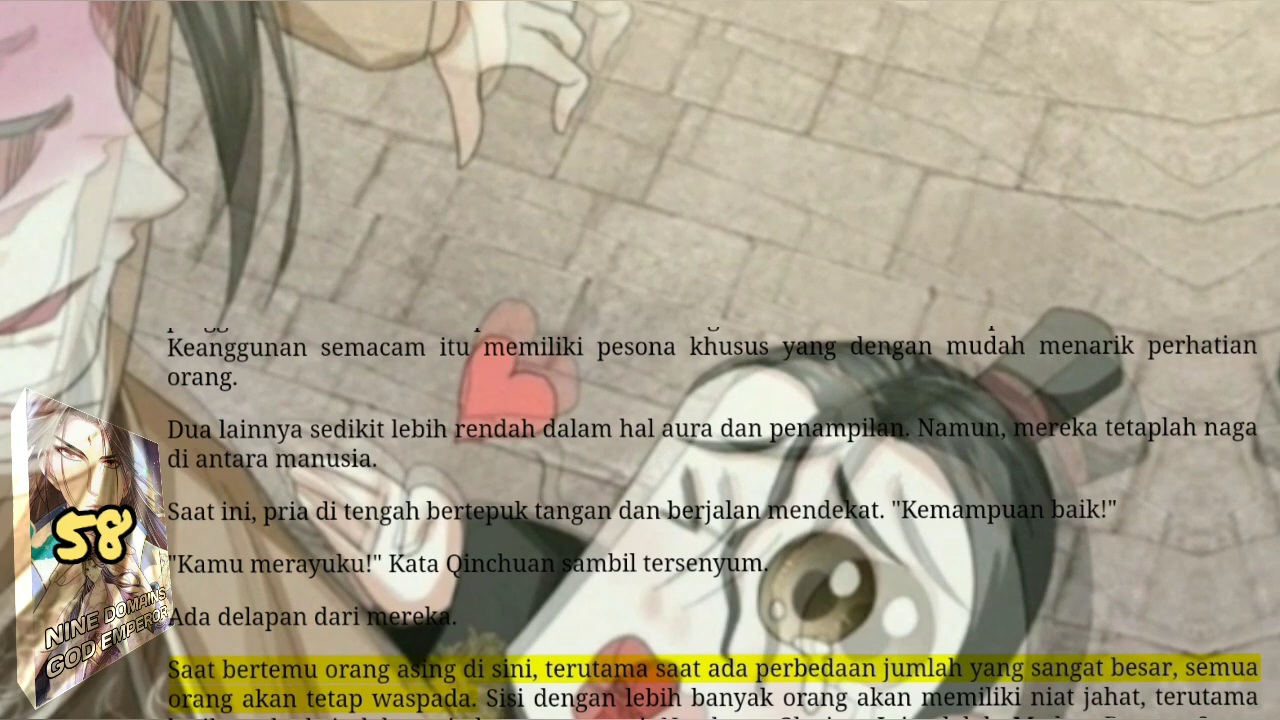 Keanggunan semacam itu memiliki pesona khusus yang dengan mudah menarik perhatian
orang.
Dua lainnya sedikit lebih rendah dalam hal aura dan penampilan. Namun, mereka tetaplah naga
di antara manusia.
Saat ini, pria di tengah bertepuk tangan dan berjalan mendekat. "Kemampuan baik!"
"Kamu merayuku!" Kata Qinchuan sambil tersenyum.
Ada delapan dari mereka.
Saat bertemu orang asing di sini, terutama saat ada perbedaan jumlah yang sangat besar, semua
orang akan tetap waspada. Sisi dengan lebih banyak orang akan memiliki niat jahat, terutama
58
NINE DOMAINS
GOD EMPEROR